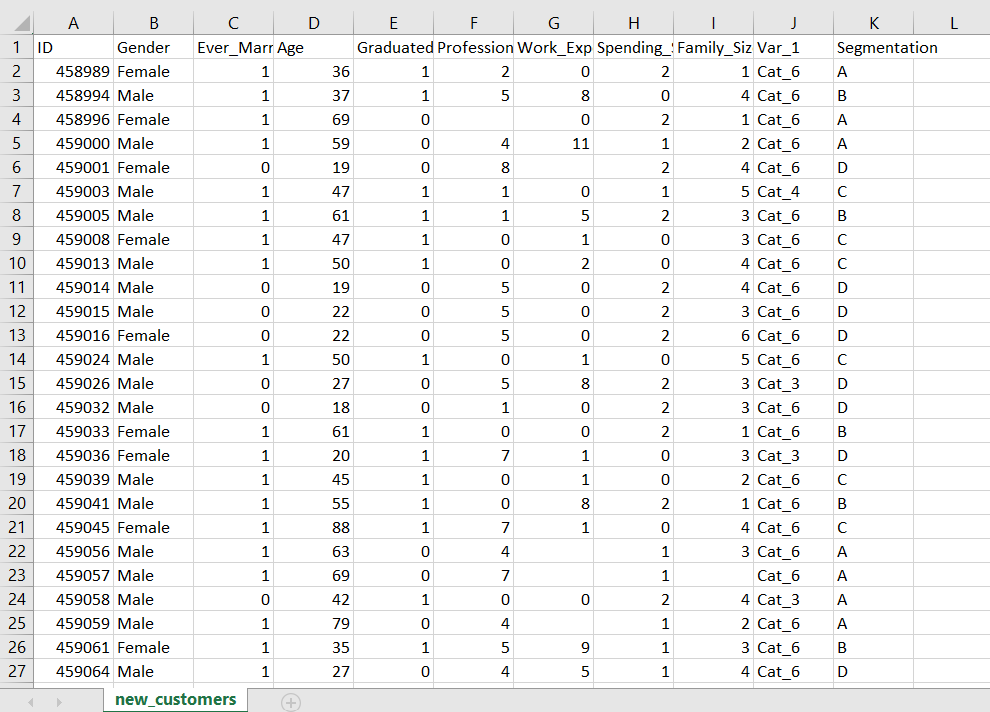 A B C D E F G H I J K L
1 ID Gender Ever_Marr Age Graduated Profession Work_Exp Spending_S Family_Siz Var_1 Segmentation
2 458989 Female 1 36 1 2 0 2 1 Cat_6 A
3 458994 Male 1 37 1 5 8 0 4 Cat_6 B
4 458996 Female 1 69 0 0 2 1 Cat_6 A
5 459000 Male 1 59 0 4 11 1 2 Cat_6 A
6 459001 Female 0 19 0 8 2 4 Cat_6 D
7 459003 Male 1 47 1 1 0 1 5 Cat_4 C
8 459005 Male 1 61 1 1 5 2 3 Cat_6 B
9 459008 Female 1 47 1 0 1 0 3 Cat_6 C
10 459013 Male 1 50 1 0 2 0 4 Cat_6 C
11 459014 Male 0 19 0 5 0 2 4 Cat_6 D
12 459015 Male 0 22 0 5 0 2 3 Cat_6 D
13 459016 Female 0 22 0 5 0 2 6 Cat_6 D
14 459024 Male 1 50 1 0 1 0 5 Cat_6 C
15 459026 Male 0 27 0 5 8 2 3 Cat_3 D
16 459032 Male 0 18 0 1 0 2 3 Cat_6 D
17 459033 Female 1 61 1 0 0 2 1 Cat_6 B
18 459036 Female 1 20 1 7 1 0 3 Cat_3 D
19 459039 Male 1 45 1 0 1 0 2 Cat_6 C
20 459041 Male 1 55 1 0 8 2 1 Cat_6 B
21 459045 Female 1 88 1 7 1 0 4 Cat_6 C
22 459056 Male 1 63 0 4 1 3 Cat_6 A
23 459057 Male 1 69 0 7 1 Cat_6 A
24 459058 Male 0 42 1 0 0 2 4 Cat_3 A
25 459059 Male 1 79 0 4 1 2 Cat_6 A
26 459061 Female 1 35 1 5 9 1 3 Cat_6 B
27 459064 Male 1 27 0 4 5 1 4 Cat_6 D
new_customers